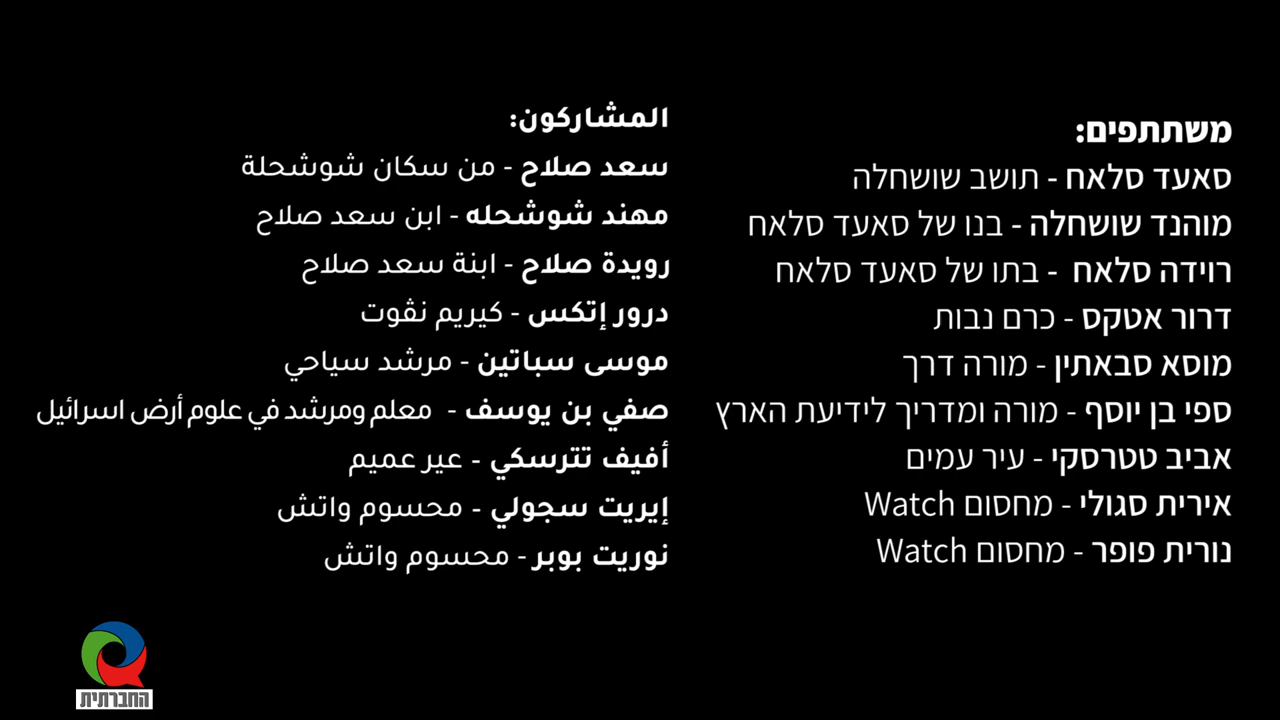 משתתפים:
סאעד סלאח - תושב שושחלה
מוהנד שושחלה - בנו של סאעד סלאח
רוידה סלאח - בתו של סאעד סלאח
דרור אטקס - כרם נבות
מוסא סבאתין - מורה דרך
ספי בן יוסף - מורה ומדריך לידיעת הארץ
אביב טטרסקי - עיר עמים
אירית סגולי - מחסום Watch
נורית פופר - מחסום Watch
المشاركون:
سعد صلاح - من سكان شوشحلة
مهند شوشحله - ابن سعد صلاح
رويدة صلاح - ابنة سعد صلاح
درور إتكس - كيريم نڤوت
موسى سباتين - مرشد سياحي
صفي بن يوسف - معلم ومرشد في علوم أرض اسرائيل
أفيف تترسكي - عير عميم
إيريت سجولي - محسوم واتش
نوريت بوبر - محسوم واتش
החברתית